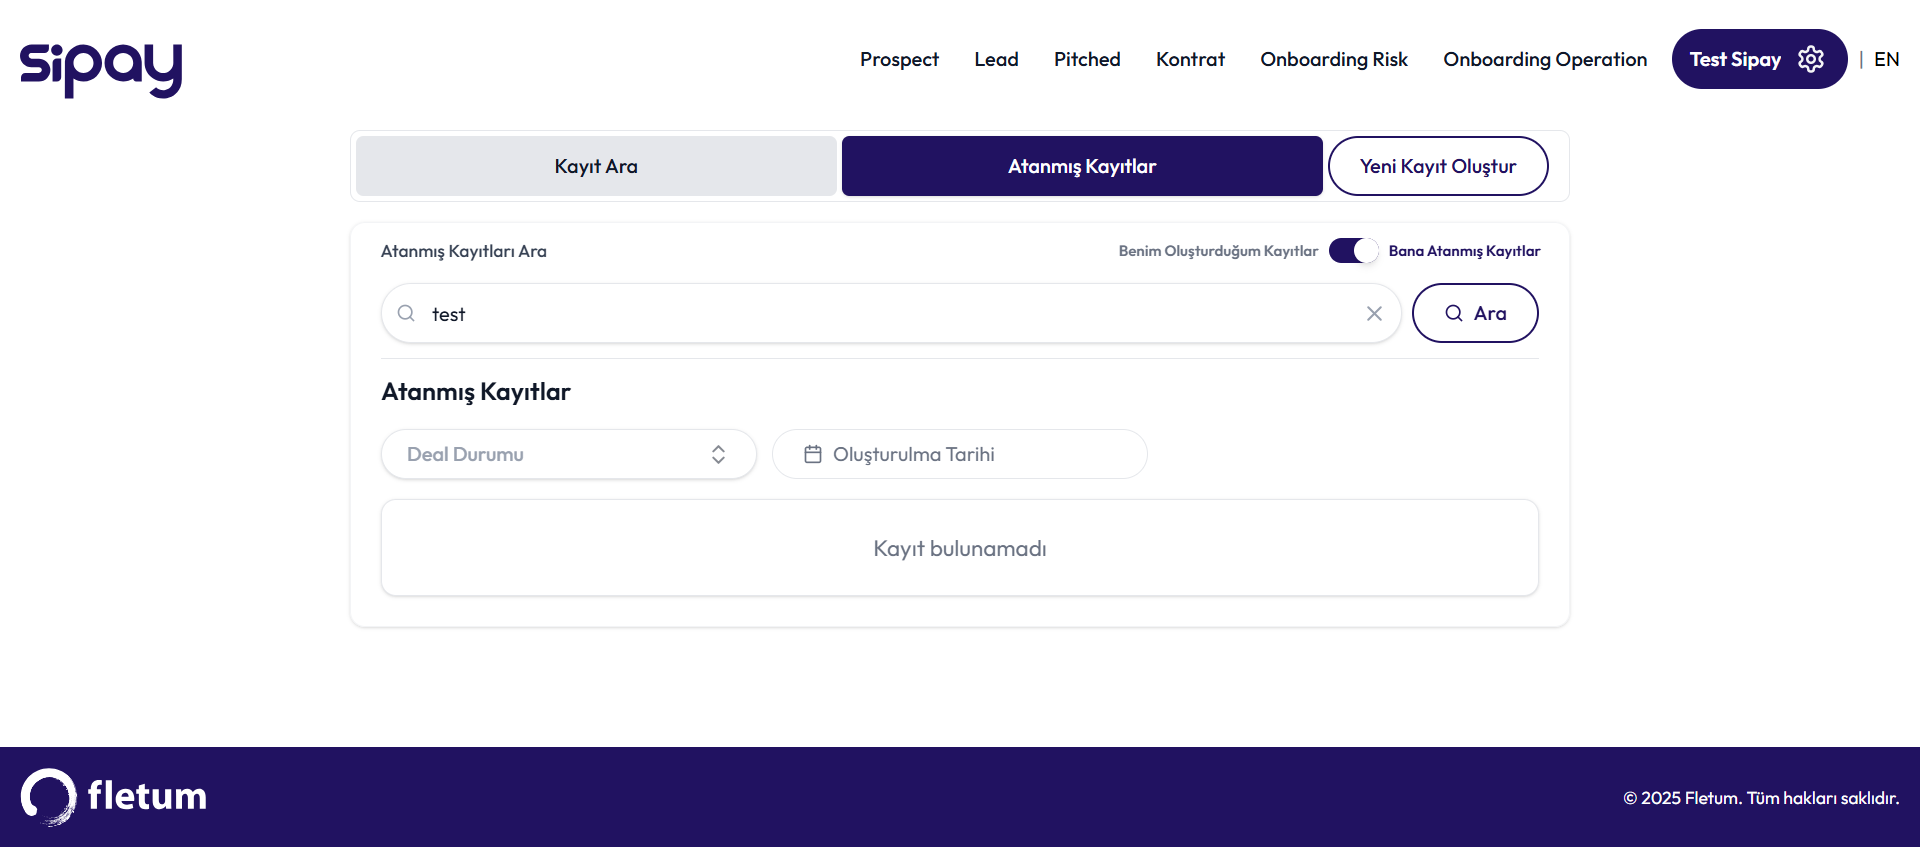 sipay
Prospect Lead Pitched Kontrat Onboarding Risk Onboarding Operation Test Sipay | EN
Kayıt Ara Atanmış Kayıtlar Yeni Kayıt Oluştur
Atanmış Kayıtları Ara Benim Oluşturduğum Kayıtlar Bana Atanmış Kayıtlar
test Ara
Atanmış Kayıtlar
Deal Durumu Oluşturulma Tarihi
Kayıt bulunamadı
fletum © 2025 Fletum. Tüm hakları saklıdır.